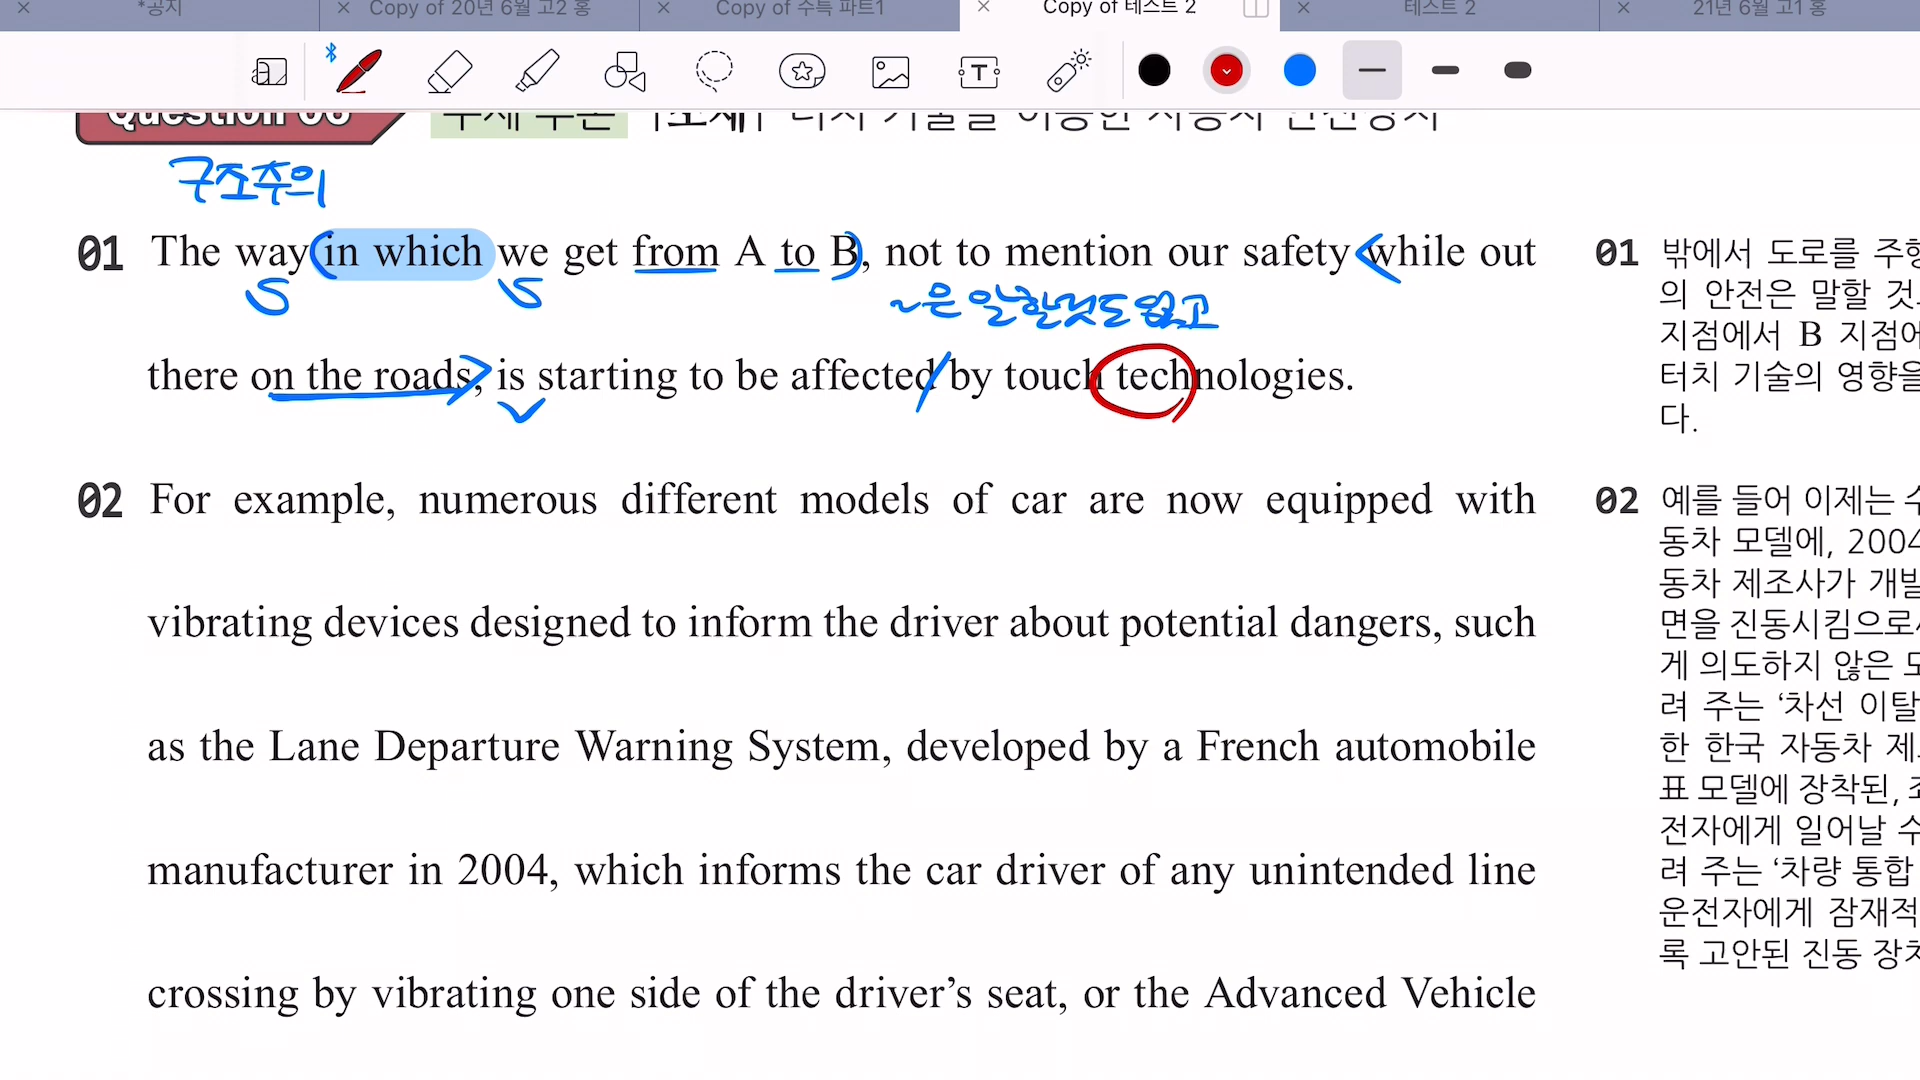 *공지
Copy of 20년 6월 고2 홍
Copy of 수특 파트1
Copy of 테스트 2
테스트 2
21년 6월 고1 홍
구조주의
01 The way in which we get from A to B, not to mention our safety while out
S S ~은 말할것도 없고
there on the roads, is starting to be affected by touch technologies.
02 For example, numerous different models of car are now equipped with
vibrating devices designed to inform the driver about potential dangers, such
as the Lane Departure Warning System, developed by a French automobile
manufacturer in 2004, which informs the car driver of any unintended line
crossing by vibrating one side of the driver's seat, or the Advanced Vehicle
01 밖에서 도로를 주행
의 안전은 말할 것
지점에서 B 지점에
터치 기술의 영향을
다.
02 예를 들어 이제는 수
동차 모델에, 2004
동차 제조사가 개발
면을 진동시킴으로
게 의도하지 않은
려 주는 ‘차선 이탈
한 한국 자동차 제
표 모델에 장착된,
전자에게 일어날 수
려 주는 ‘차량 통합
운전자에게 잠재적
록 고안된 진동 장치